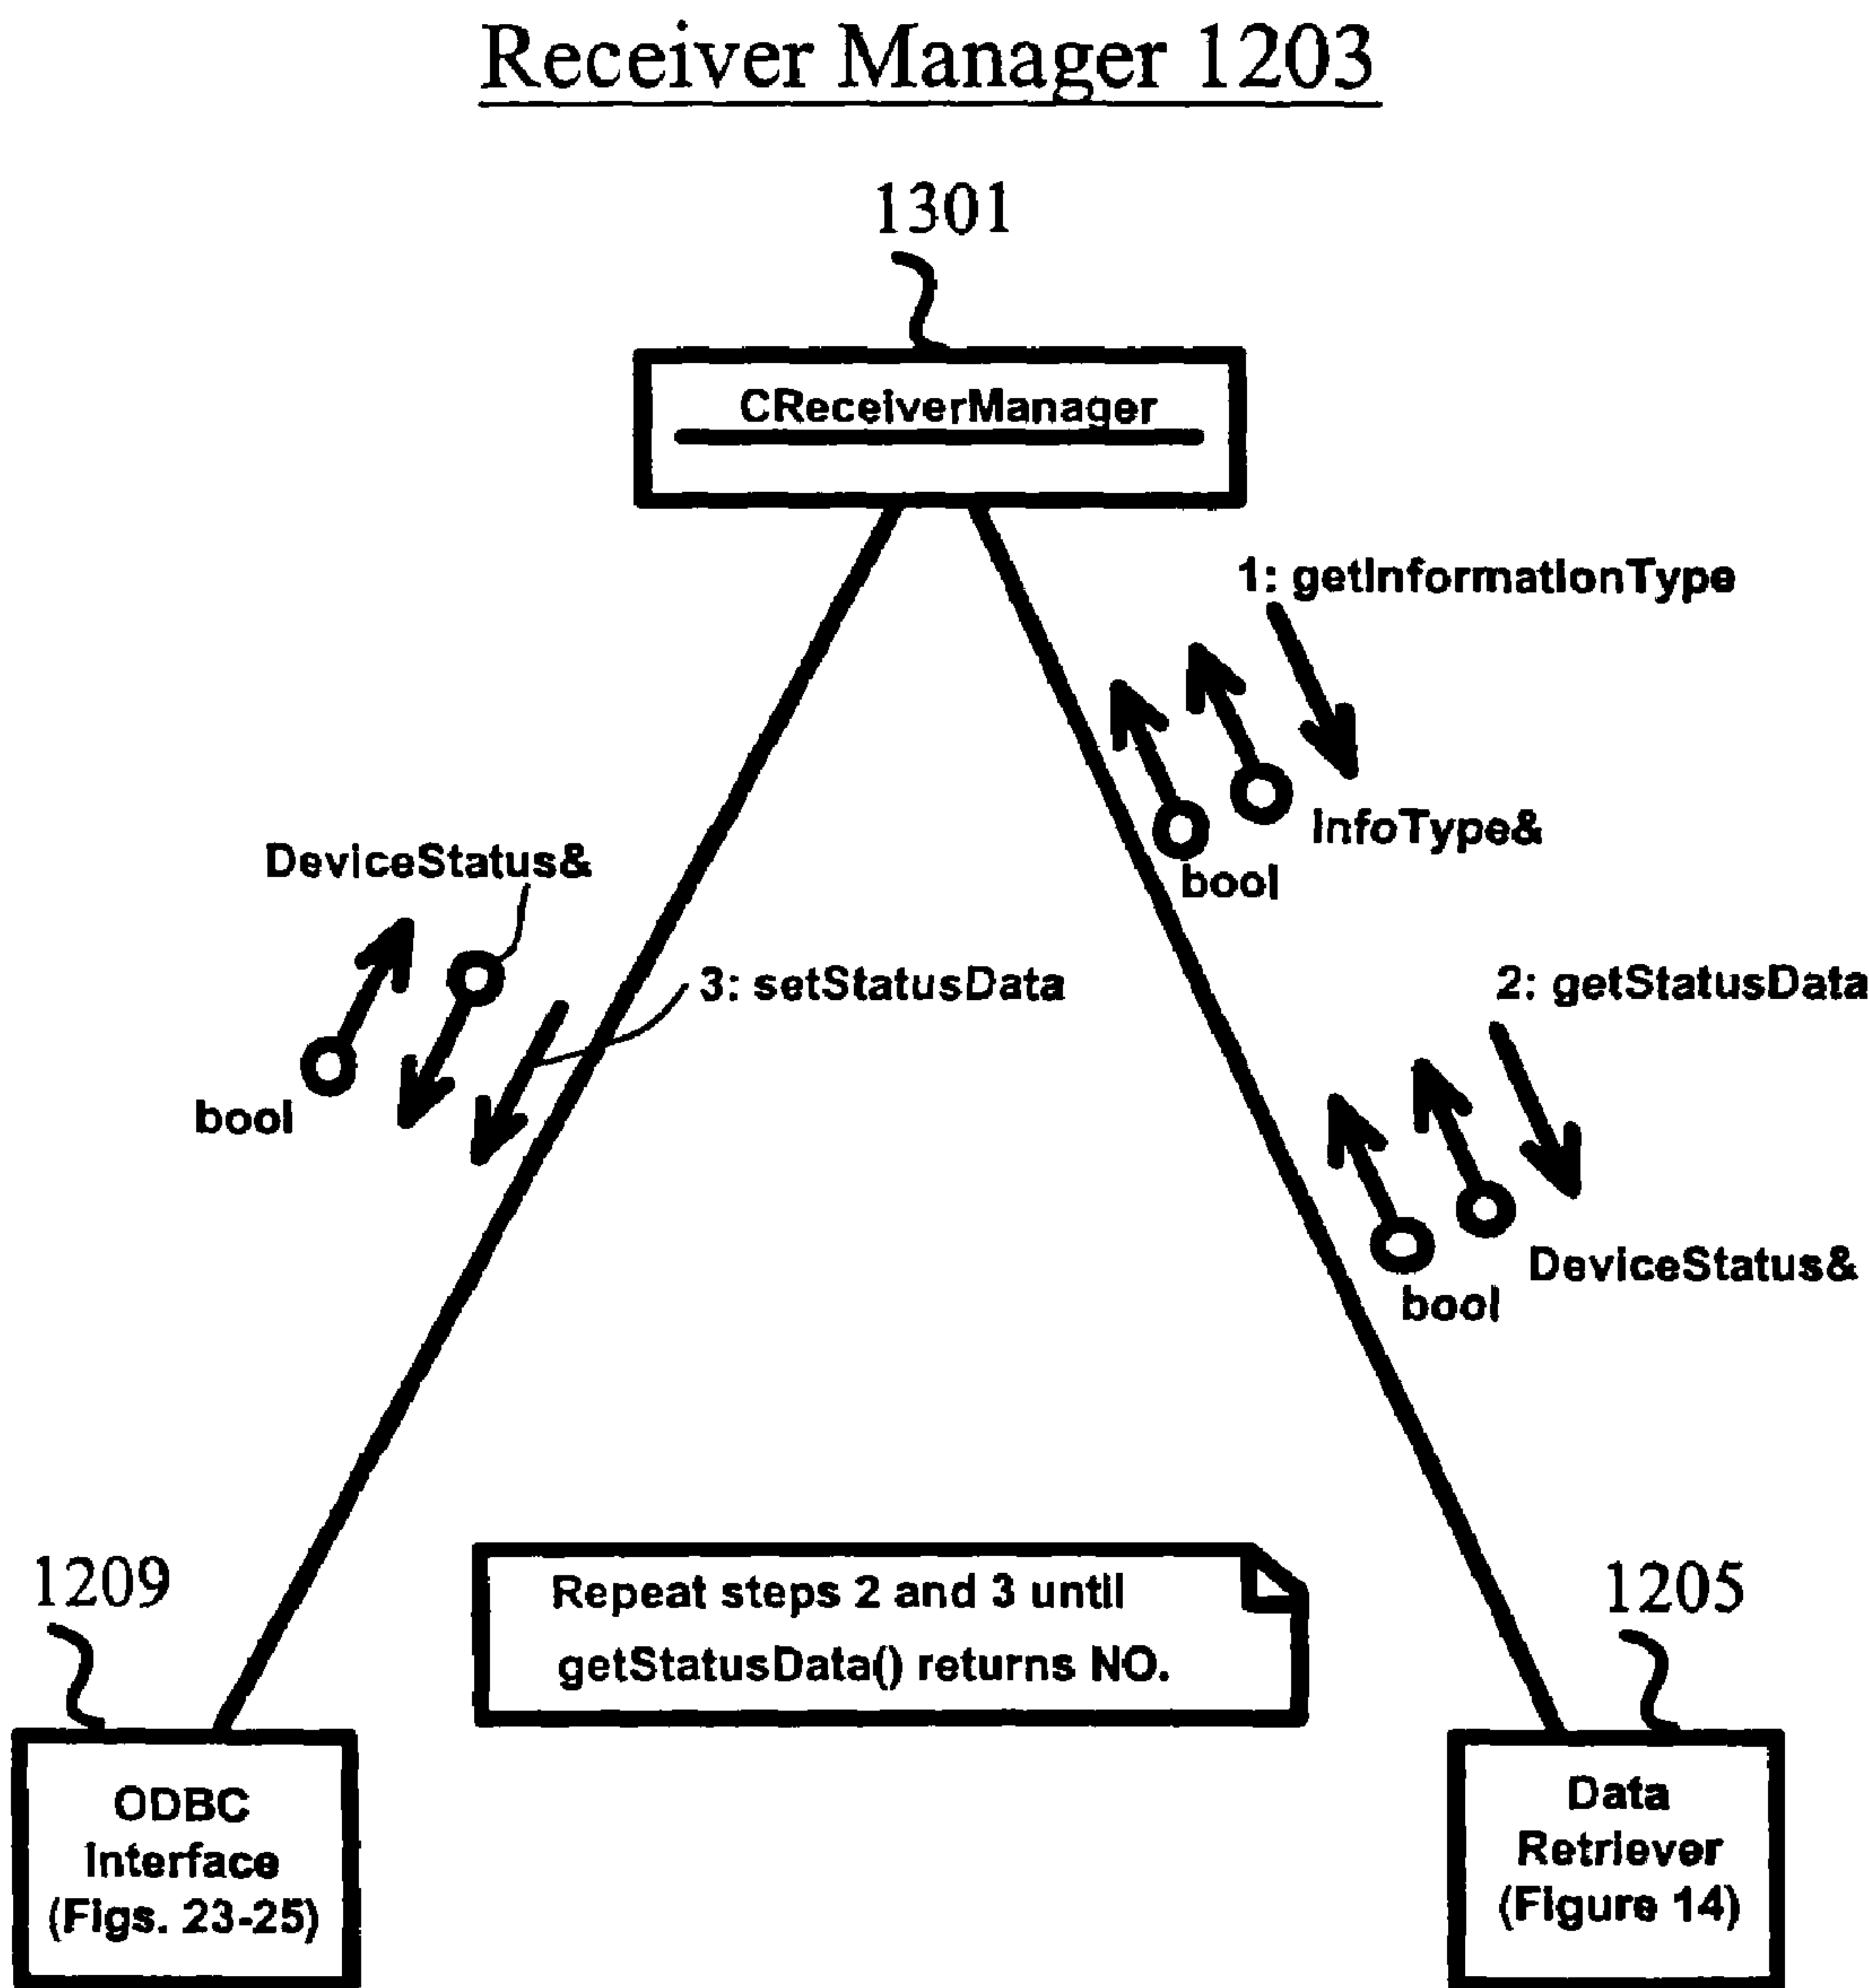 Receiver Manager 1203
1301
CReceiverManager
1: getInformationType
InfoType&
bool
DeviceStatus&
3: setStatusData
2: getStatusData
bool
DeviceStatus&
bool
1209
Repeat steps 2 and 3 until
getStatusData() returns NO.
1205
ODBC
Interface
(Figs. 23-25)
Data
Retriever
(Figure 14)